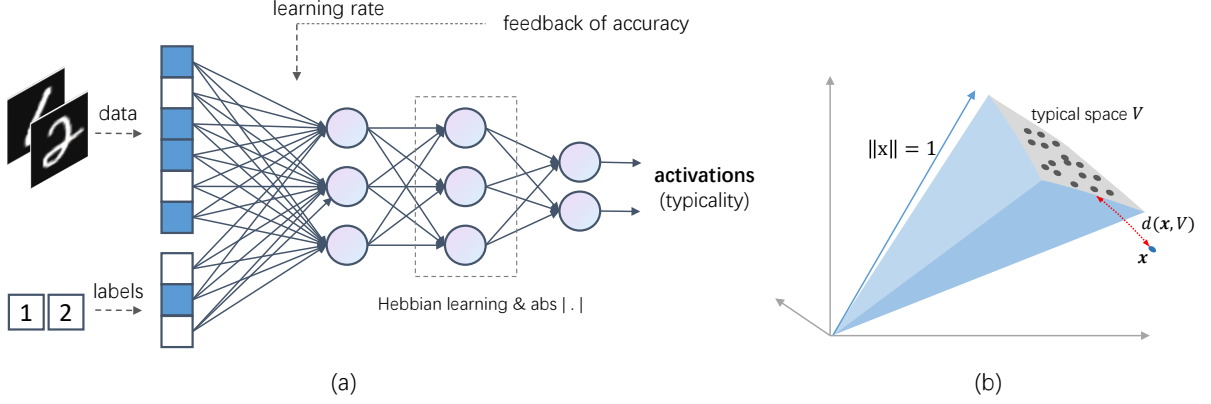 learning rate
feedback of accuracy
data
labels
1 2
activations
(typicality)
Hebbian learning & abs | . |
(a)
typical space V
‖x‖ = 1
d(x, V)
x
(b)